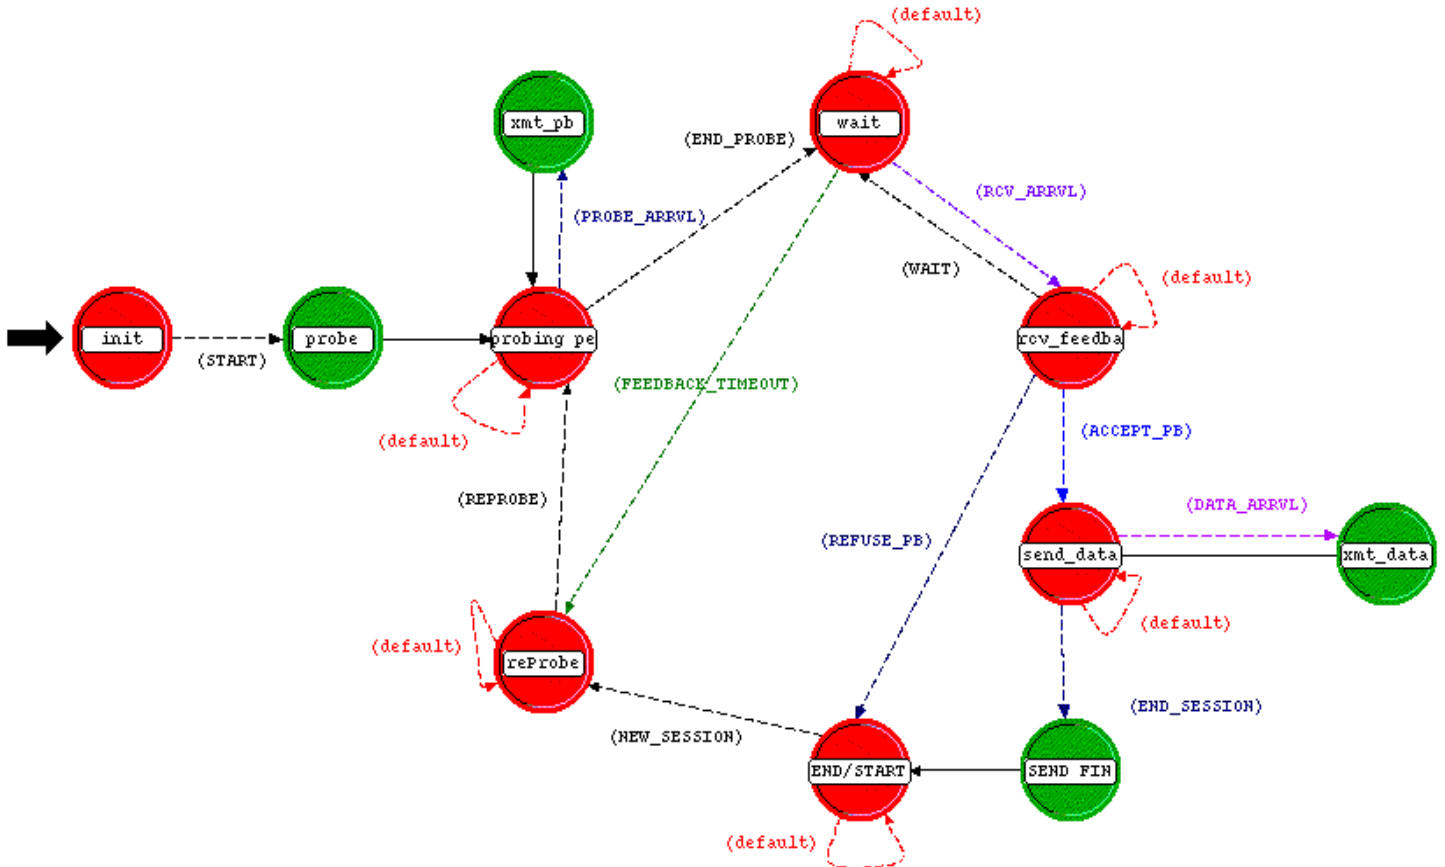 (default)
xmt_pb
wait
(END_PROBE)
(RCV_ARRVL)
(PROBE_ARRVL)
(WAIT)
(default)
init
probe
probing pe
rcv_feedba
(START)
(FEEDBACK_TIMEOUT)
(default)
(ACCEPT_PB)
(REPROBE)
(DATA_ARRVL)
(REFUSE_PB)
send_data
xmt_data
(default)
(default)
reProbe
(END_SESSION)
(NEW_SESSION)
END/START
SEND FIN
(default)